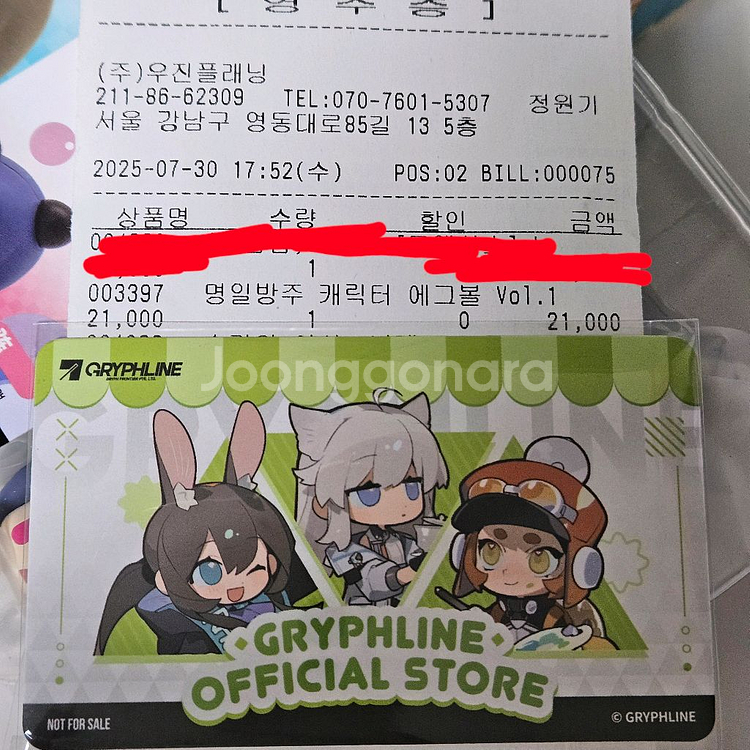 [ 영 수 증 ]
(주)우진플래닝
211-86-62309 TEL:070-7601-5307 정원기
서울 강남구 영동대로85길 13 5층
2025-07-30 17:52(수) POS:02 BILL:000075
상품명 수량 할인 금액
1
003397 명일방주 캐릭터 에그볼 Vol.1
21,000 1 0 21,000
GRYPHLINE
Joongaonara
GRYPHLINE
OFFICIAL STORE
NOT FOR SALE
© GRYPHLINE